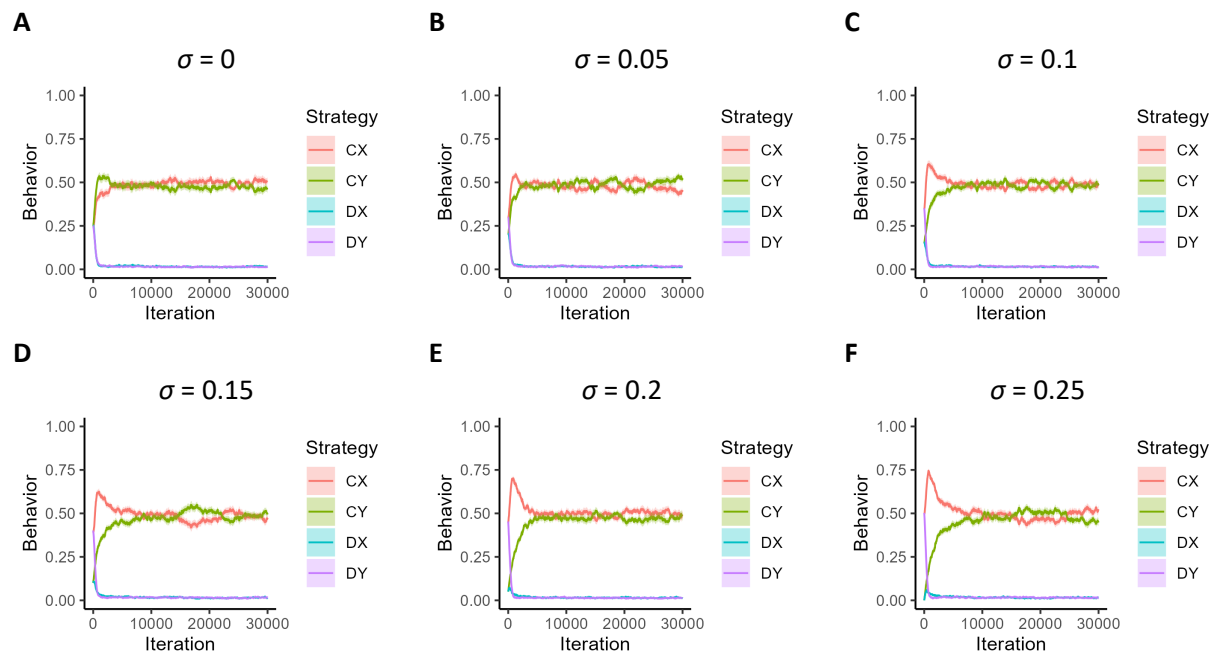 A
σ = 0
1.00
0.75
0.50
0.25
0.00
Behavior
0 10000 20000 30000
Iteration
Strategy
CX
CY
DX
DY
B
σ = 0.05
1.00
0.75
0.50
0.25
0.00
Behavior
0 10000 20000 30000
Iteration
Strategy
CX
CY
DX
DY
C
σ = 0.1
1.00
0.75
0.50
0.25
0.00
Behavior
0 10000 20000 30000
Iteration
Strategy
CX
CY
DX
DY
D
σ = 0.15
1.00
0.75
0.50
0.25
0.00
Behavior
0 10000 20000 30000
Iteration
Strategy
CX
CY
DX
DY
E
σ = 0.2
1.00
0.75
0.50
0.25
0.00
Behavior
0 10000 20000 30000
Iteration
Strategy
CX
CY
DX
DY
F
σ = 0.25
1.00
0.75
0.50
0.25
0.00
Behavior
0 10000 20000 30000
Iteration
Strategy
CX
CY
DX
DY